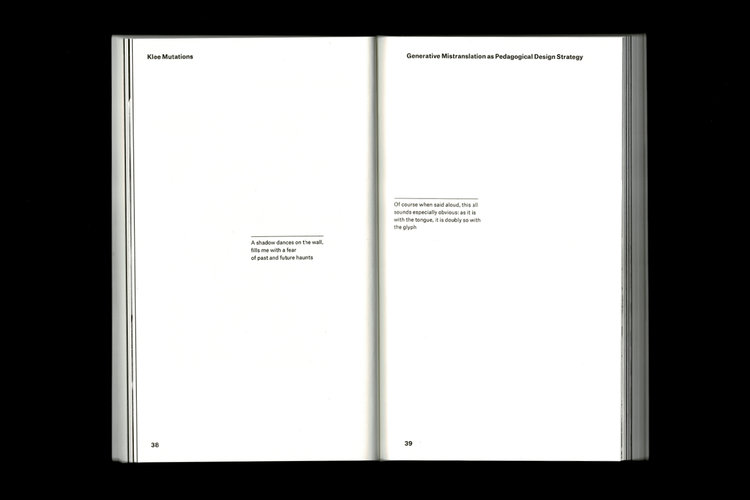 Klee Mutations
A shadow dances on the wall,
fills me with a fear
of past and future haunts
38
Generative Mistranslation as Pedagogical Design Strategy
Of course when said aloud, this all
sounds especially obvious: as it is
with the tongue, it is doubly so with
the glyph
39